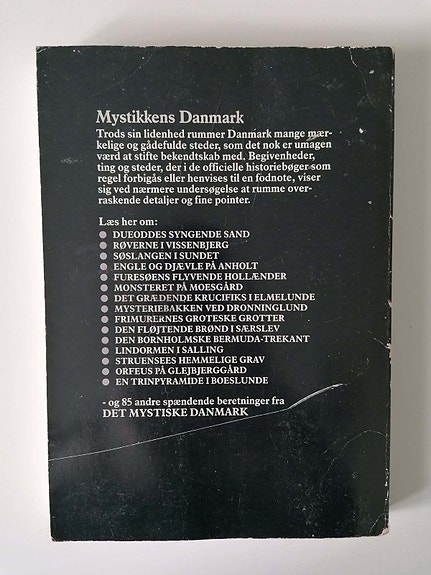 Mystikkens Danmark
Trods sin lidenhed rummer Danmark mange mær-
kelige og gådefulde steder, som det nok er umagen
værd at stifte bekendtskab med. Begivenheder,
ting og steder, der i de officielle historiebøger som
regel forbigås eller henvises til en fodnote, viser
sig ved nærmere undersøgelse at rumme over-
raskende detaljer og fine pointer.
Læs her om:
DUEODDES SYNGENDE SAND
RØVERNE I VISSENBJERG
SØSLANGEN I SUNDET
ENGLE OG DJÆVLE PÅ ANHOLT
FURESØENS FLYVENDE HOLLÆNDER
MONSTERET PÅ MOESGÅRD
DET GRÆDENDE KRUCIFIKS I ELMELUNDE
MYSTERIEBAKKEN VED DRONNINGLUND
FRIMURERNES GROTESKE GROTTER
DEN FLØJTENDE BRØND I SÆRSLEV
DEN BORNHOLMSKE BERMUDA-TREKANT
LINDORMEN I SALLING
STRUENSEES HEMMELIGE GRAV
ORFEUS PÅ GLEJBJERGGÅRD
EN TRINPYRAMIDE I BOESLUNDE
- og 85 andre spændende beretninger fra
DET MYSTISKE DANMARK